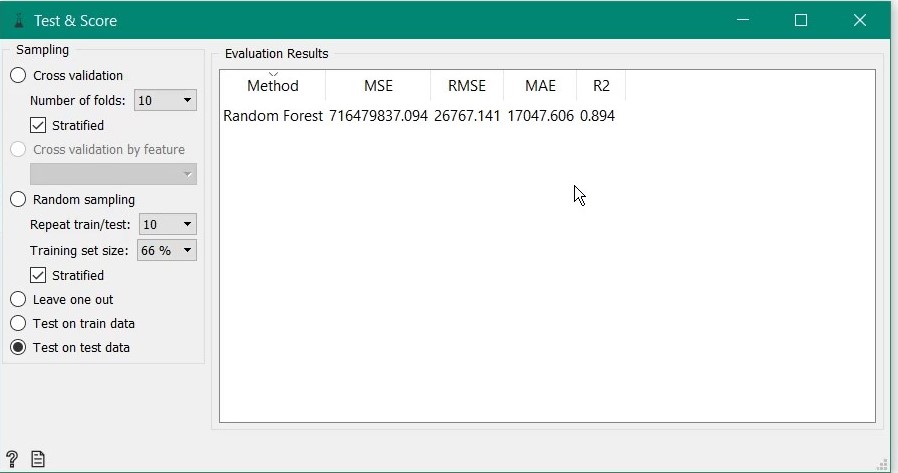 Test & Score
Sampling
Cross validation
Number of folds: 10
Stratified
Cross validation by feature
Random sampling
Repeat train/test: 10
Training set size: 66 %
Stratified
Leave one out
Test on train data
Test on test data
Evaluation Results
Method MSE RMSE MAE R2
Random Forest 716479837.094 26767.141 17047.606 0.894
?